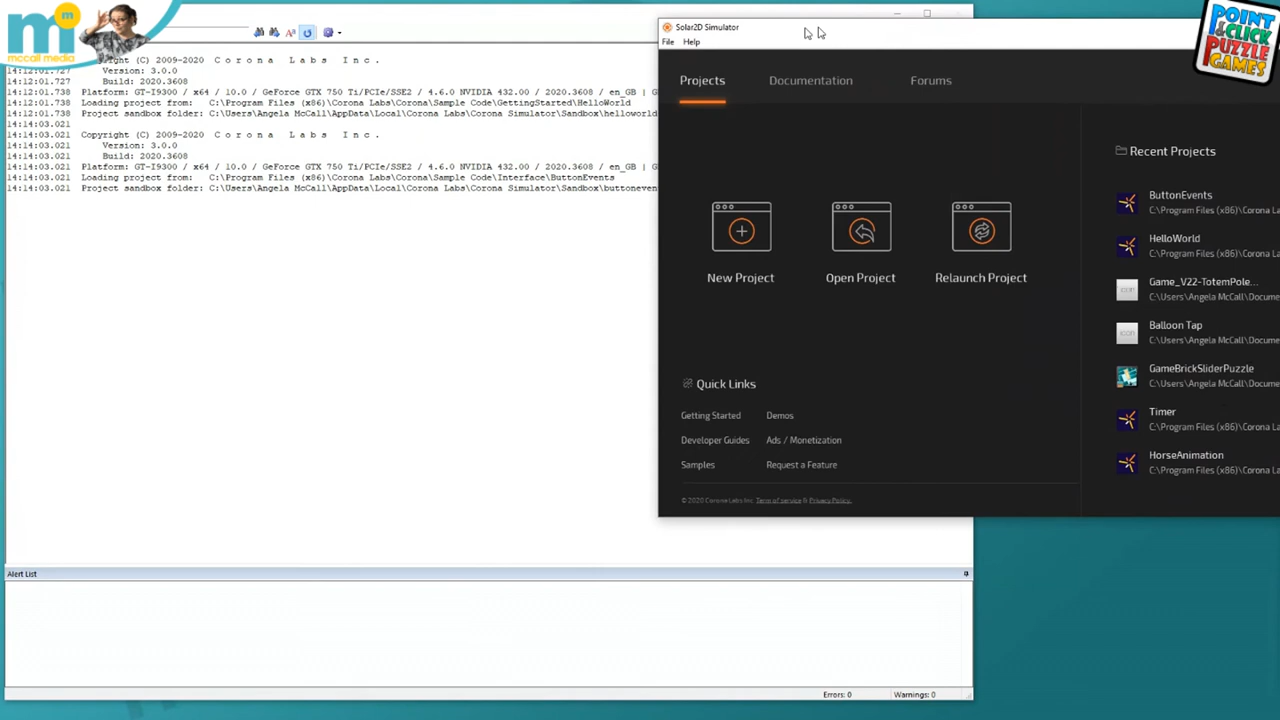 m
mccall media
POINT
&CLICK
PUZZLE
GAMES
14:12:01.727 Copyright (C) 2009-2020 C o r o n a L a b s I n c .
14:12:01.727 Version: 3.0.0
Build: 2020.3608
14:12:01.738 Platform: GT-I9300 / x64 / 10.0 / GeForce GTX 750 Ti/PCIe/SSE2 / 4.6.0 NVIDIA 432.00 / 2020.3608 / en_GB | G
14:12:01.738 Loading project from: C:\Program Files (x86)\Corona Labs\Corona\Sample Code\GettingStarted\HelloWorld
14:12:01.738 Project sandbox folder: C:\Users\Angela McCall\AppData\Local\Corona Labs\Corona Simulator\Sandbox\helloworld
14:14:03.021 Copyright (C) 2009-2020 C o r o n a L a b s I n c .
14:14:03.021 Version: 3.0.0
14:14:03.021 Build: 2020.3608
14:14:03.021 Platform: GT-I9300 / x64 / 10.0 / GeForce GTX 750 Ti/PCIe/SSE2 / 4.6.0 NVIDIA 432.00 / 2020.3608 / en_GB | G
14:14:03.021 Loading project from: C:\Program Files (x86)\Corona Labs\Corona\Sample Code\Interface\ButtonEvents
14:14:03.021 Project sandbox folder: C:\Users\Angela McCall\AppData\Local\Corona Labs\Corona Simulator\Sandbox\buttonevent
Alert List
Errors: 0 Warnings: 0
Solar2D Simulator
File Help
Projects Documentation Forums
New Project Open Project Relaunch Project
Quick Links
Getting Started Demos
Developer Guides Ads / Monetization
Samples Request a Feature
© 2020 Corona Labs Inc. Term of service & Privacy Policy.
Recent Projects
ButtonEvents
C:\Program Files (x86)\Corona La
HelloWorld
C:\Program Files (x86)\Corona La
Game_V22-TotemPole...
C:\Users\Angela McCall\Docume
Balloon Tap
C:\Users\Angela McCall\Docume
GameBrickSliderPuzzle
C:\Users\Angela McCall\Docume
Timer
C:\Program Files (x86)\Corona La
HorseAnimation
C:\Program Files (x86)\Corona La